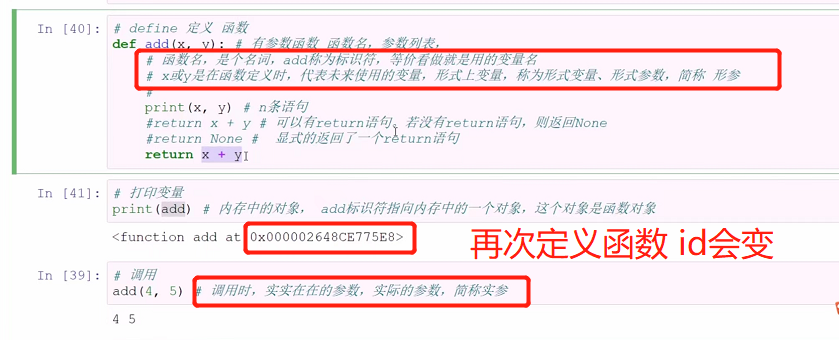 In [40]: # define 定义 函数
def add(x, y): # 有参数函数 函数名，参数列表，
# 函数名，是个名词，add称为标识符，等价看做就是用的变量名
# x或y是在函数定义时，代表未来使用的变量，形式上变量，称为形式变量、形式参数，简称 形参
#
print(x, y) # n条语句
#return x + y # 可以有return语句。若没有return语句，则返回None
#return None # 显式的返回了一个return语句
return x + y
In [41]: # 打印变量
print(add) # 内存中的对象， add标识符指向内存中的一个对象，这个对象是函数对象
<function add at 0x000002648CE775E8>
再次定义函数 id会变
In [39]: # 调用
add(4, 5) # 调用时，实实在在的参数，实际的参数，简称实参
4 5